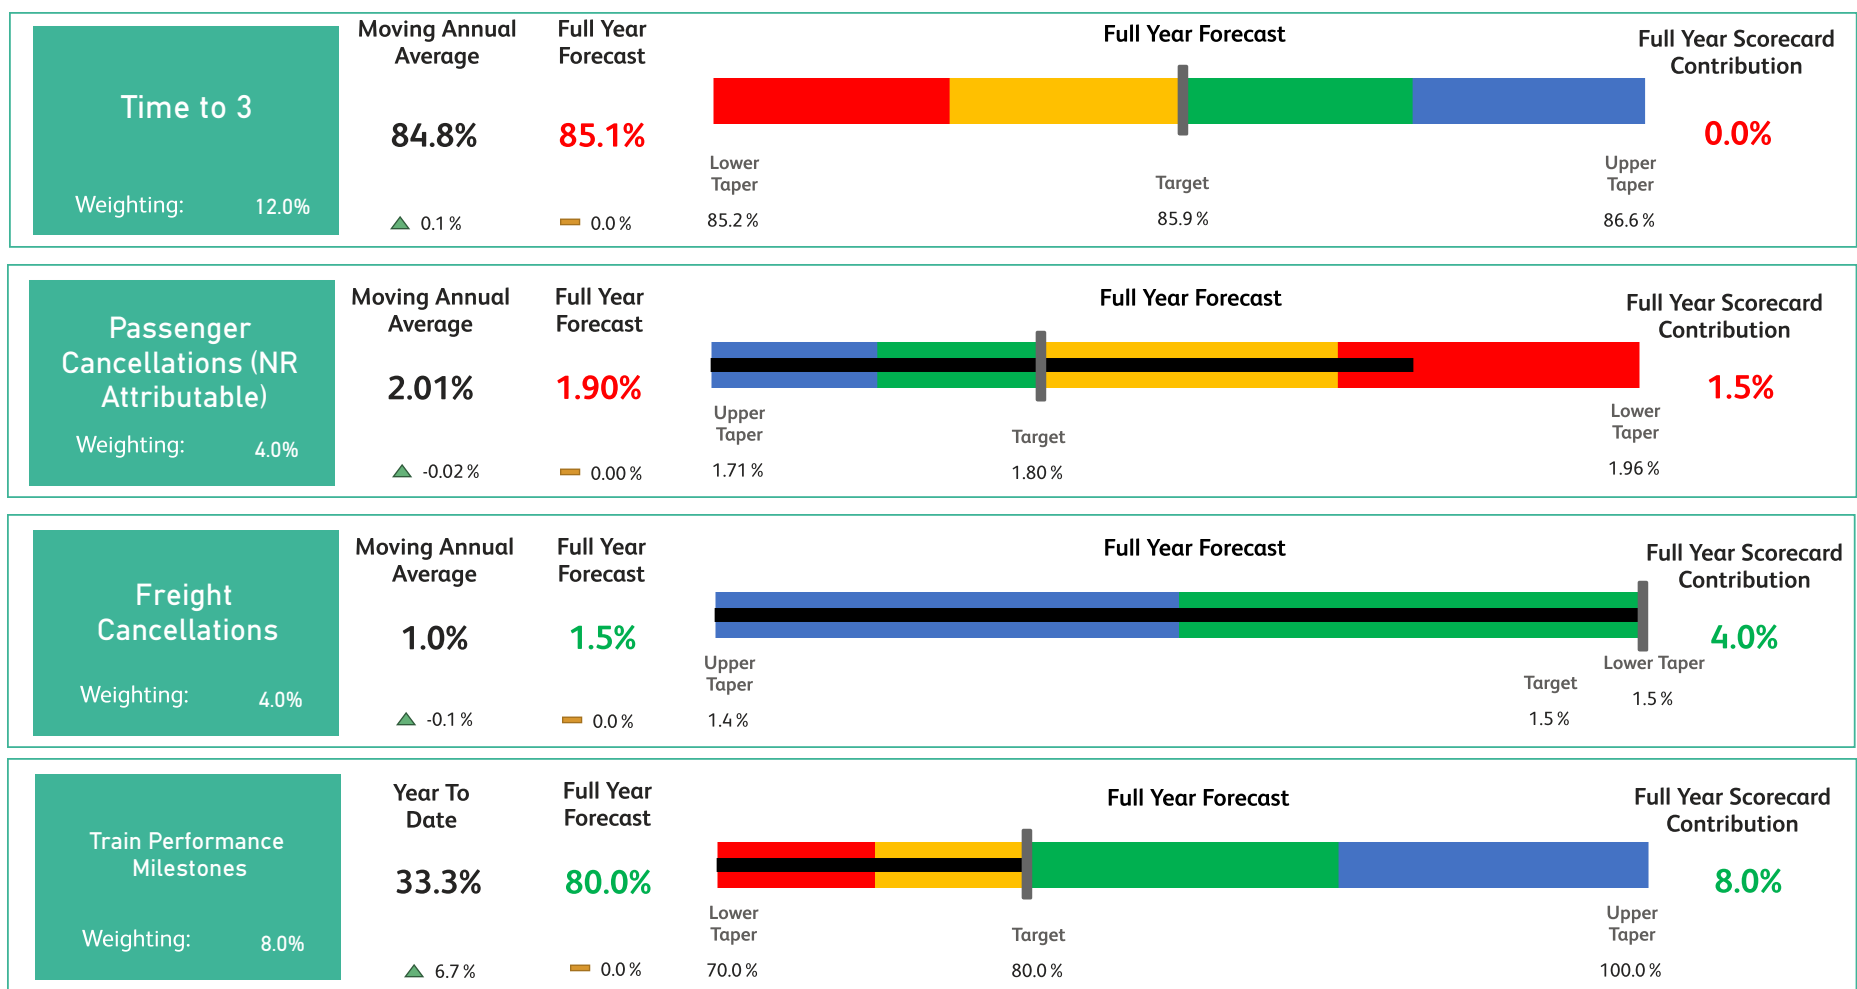 Time to 3
Weighting: 12.0%
Moving Annual
Average
84.8%
0.1 %
Full Year
Forecast
85.1%
0.0 %
Full Year Forecast
Lower
Taper
85.2 %
Target
85.9 %
Upper
Taper
86.6 %
Full Year Scorecard
Contribution
0.0%
Passenger
Cancellations (NR
Attributable)
Weighting: 4.0%
Moving Annual
Average
2.01%
-0.02 %
Full Year
Forecast
1.90%
0.00 %
Full Year Forecast
Upper
Taper
1.71 %
Target
1.80 %
Lower
Taper
1.96 %
Full Year Scorecard
Contribution
1.5%
Freight
Cancellations
Weighting: 4.0%
Moving Annual
Average
1.0%
-0.1 %
Full Year
Forecast
1.5%
0.0 %
Full Year Forecast
Upper
Taper
1.4 %
Target
1.5 %
Lower Taper
1.5 %
Full Year Scorecard
Contribution
4.0%
Train Performance
Milestones
Weighting: 8.0%
Year To
Date
33.3%
6.7 %
Full Year
Forecast
80.0%
0.0 %
Full Year Forecast
Lower
Taper
70.0 %
Target
80.0 %
Upper
Taper
100.0 %
Full Year Scorecard
Contribution
8.0%